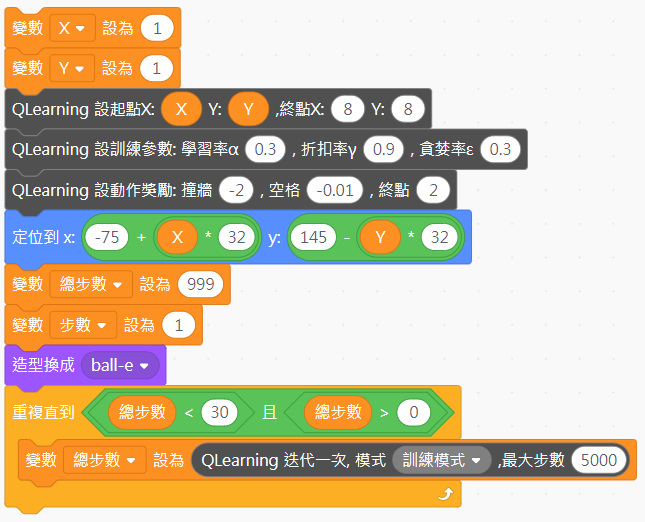 變數 X 設為 1
變數 Y 設為 1
QLearning 設起點X: X Y: Y ,終點X: 8 Y: 8
QLearning 設訓練參數: 學習率α 0.3 , 折扣率γ 0.9 , 貪婪率ε 0.3
QLearning 設動作獎勵: 撞牆 -2 , 空格 -0.01 , 終點 2
定位到 x: -75 + X * 32 y: 145 - Y * 32
變數 總步數 設為 999
變數 步數 設為 1
造型換成 ball-e
重複直到 總步數 < 30 且 總步數 > 0
變數 總步數 設為 QLearning 迭代一次, 模式 訓練模式 ,最大步數 5000